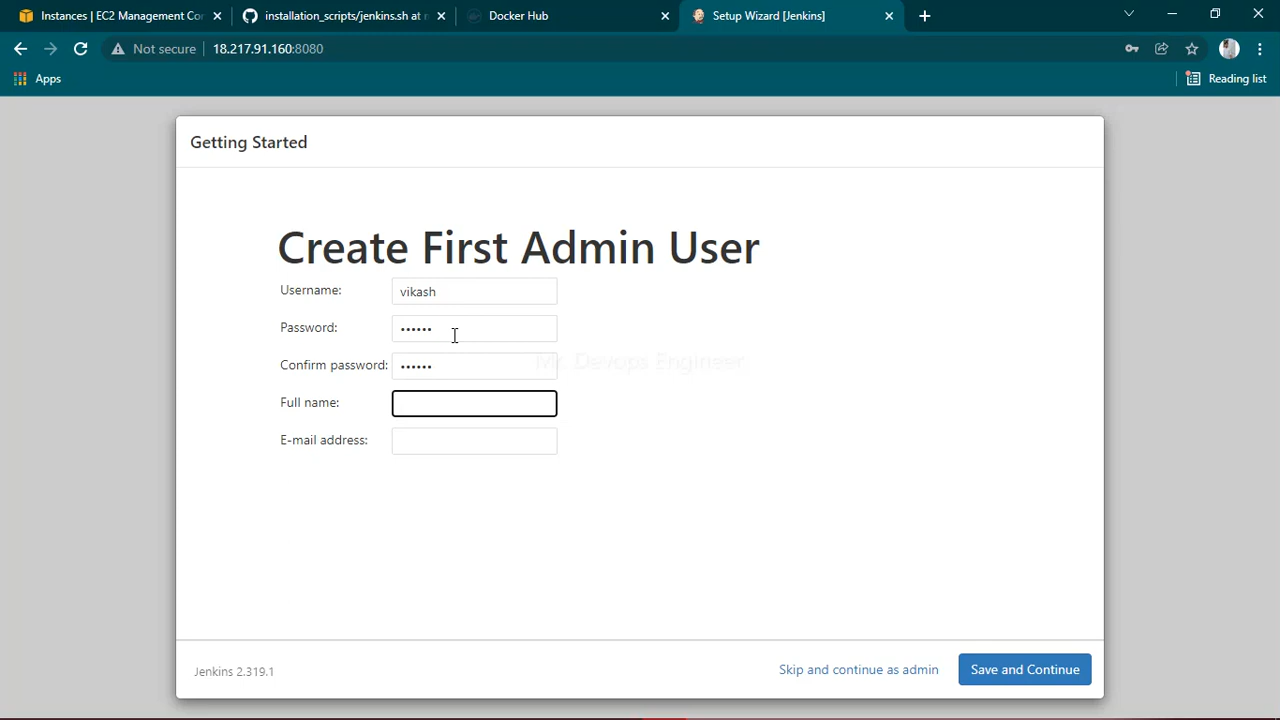 Instances | EC2 Management Con
installation_scripts/jenkins.sh at m
Docker Hub
Setup Wizard [Jenkins]
Not secure
18.217.91.160:8080
Apps
Reading list
Getting Started
Create First Admin User
Username:
vikash
Password:
••••••
Confirm password:
••••••
Mr. Devops Engineer
Full name:
E-mail address:
Jenkins 2.319.1
Skip and continue as admin
Save and Continue